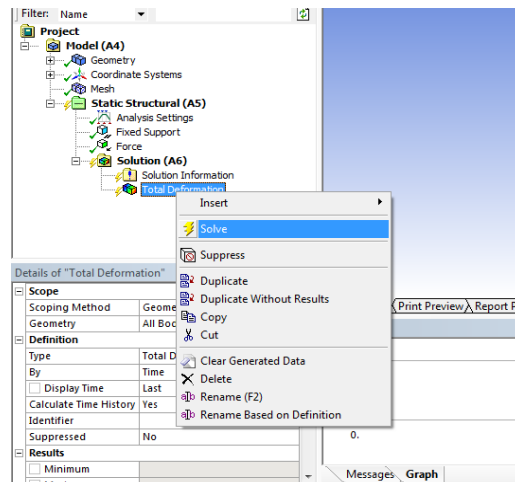 Filter: Name
Project
Model (A4)
Geometry
Coordinate Systems
Mesh
Static Structural (A5)
Analysis Settings
Fixed Support
Force
Solution (A6)
Solution Information
Total Deformation
Insert
Solve
Suppress
Duplicate
Duplicate Without Results
Copy
Cut
Clear Generated Data
Delete
Rename (F2)
Rename Based on Definition
Details of "Total Deformation"
Scope
Scoping Method Geome
Geometry All Boc
Definition
Type Total D
By Time
Display Time Last
Calculate Time History Yes
Identifier
Suppressed No
Results
Minimum
Print Preview Report P
0.
Messages Graph